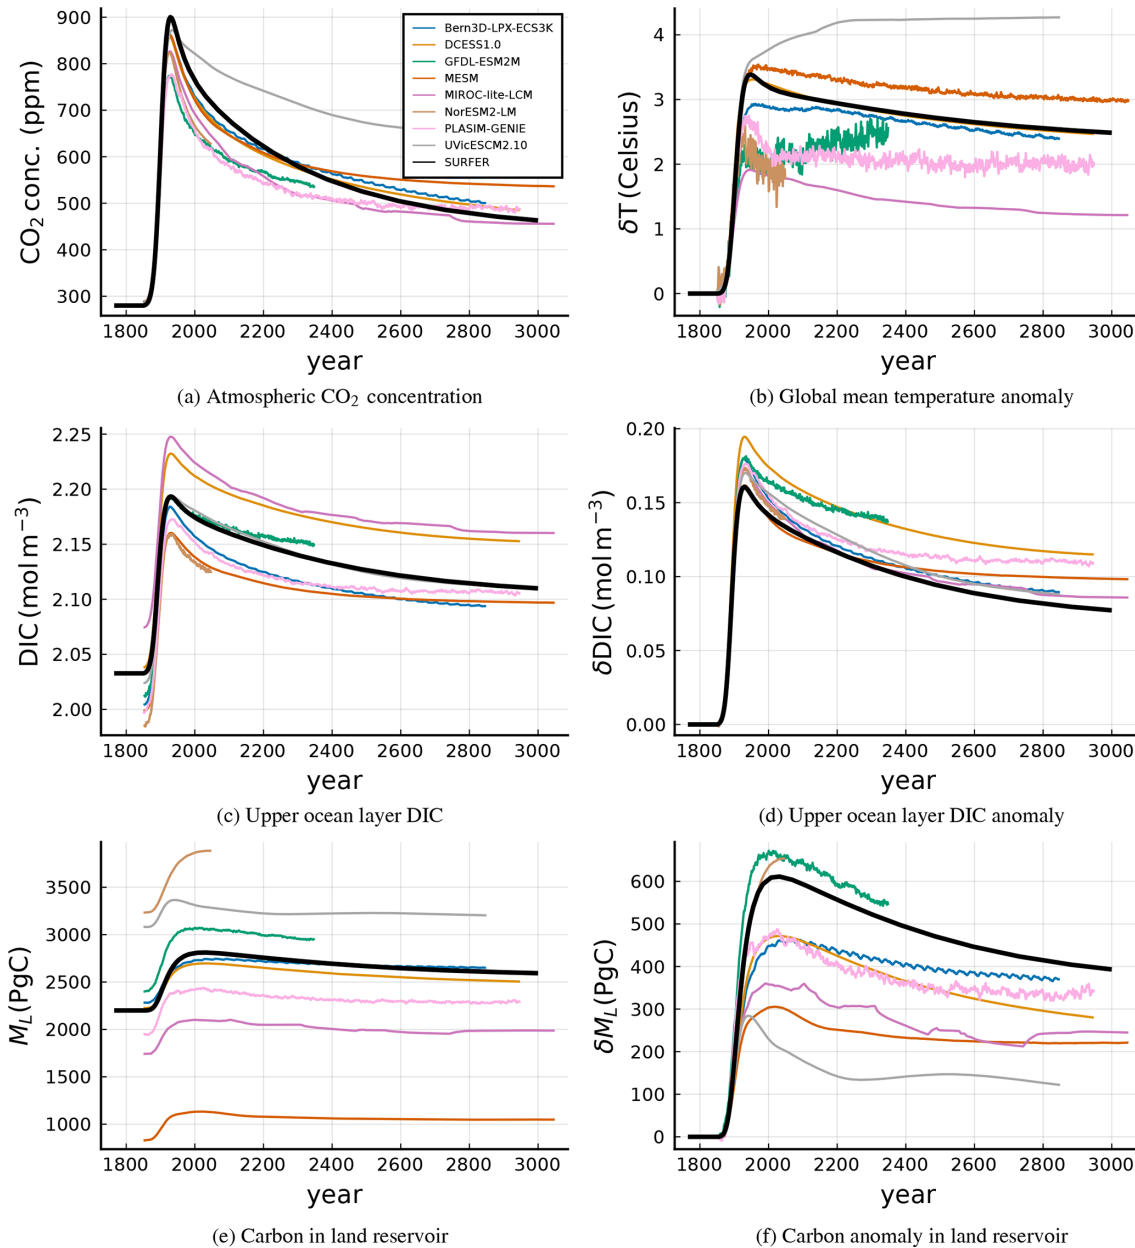 900
800
700
600
500
400
300
CO₂ conc. (ppm)
Bern3D-LPX-ECS3K
DCESS1.0
GFDL-ESM2M
MESM
MIROC-lite-LCM
NorESM2-LM
PLASIM-GENIE
UVicESCM2.10
SURFER
1800 2000 2200 2400 2600 2800 3000
year
(a) Atmospheric CO₂ concentration
4
3
2
1
0
δT (Celsius)
1800 2000 2200 2400 2600 2800 3000
year
(b) Global mean temperature anomaly
2.25
2.20
2.15
2.10
2.05
2.00
DIC (mol m⁻³)
1800 2000 2200 2400 2600 2800 3000
year
(c) Upper ocean layer DIC
0.20
0.15
0.10
0.05
0.00
δDIC (mol m⁻³)
1800 2000 2200 2400 2600 2800 3000
year
(d) Upper ocean layer DIC anomaly
3500
3000
2500
2000
1500
1000
M_L(PgC)
1800 2000 2200 2400 2600 2800 3000
year
(e) Carbon in land reservoir
600
500
400
300
200
100
0
δM_L(PgC)
1800 2000 2200 2400 2600 2800 3000
year
(f) Carbon anomaly in land reservoir